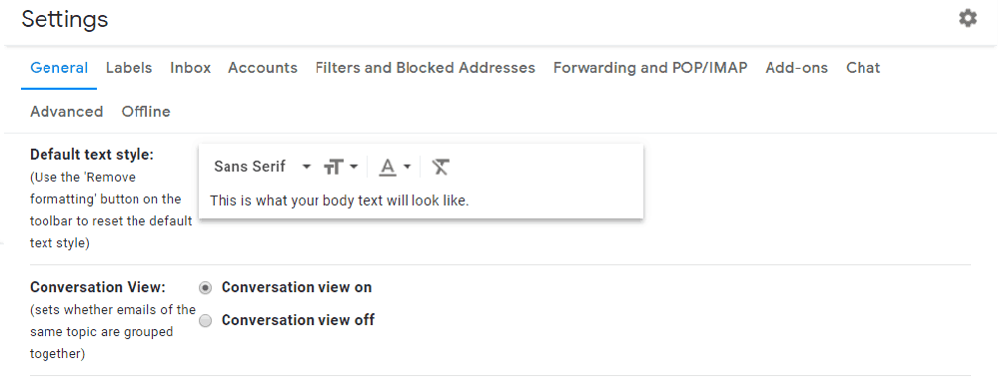 Settings
General Labels Inbox Accounts Filters and Blocked Addresses Forwarding and POP/IMAP Add-ons Chat
Advanced Offline
Default text style:
(Use the 'Remove
formatting' button on the
toolbar to reset the default
text style)
Sans Serif
This is what your body text will look like.
Conversation View:
(sets whether emails of the
same topic are grouped
together)
Conversation view on
Conversation view off